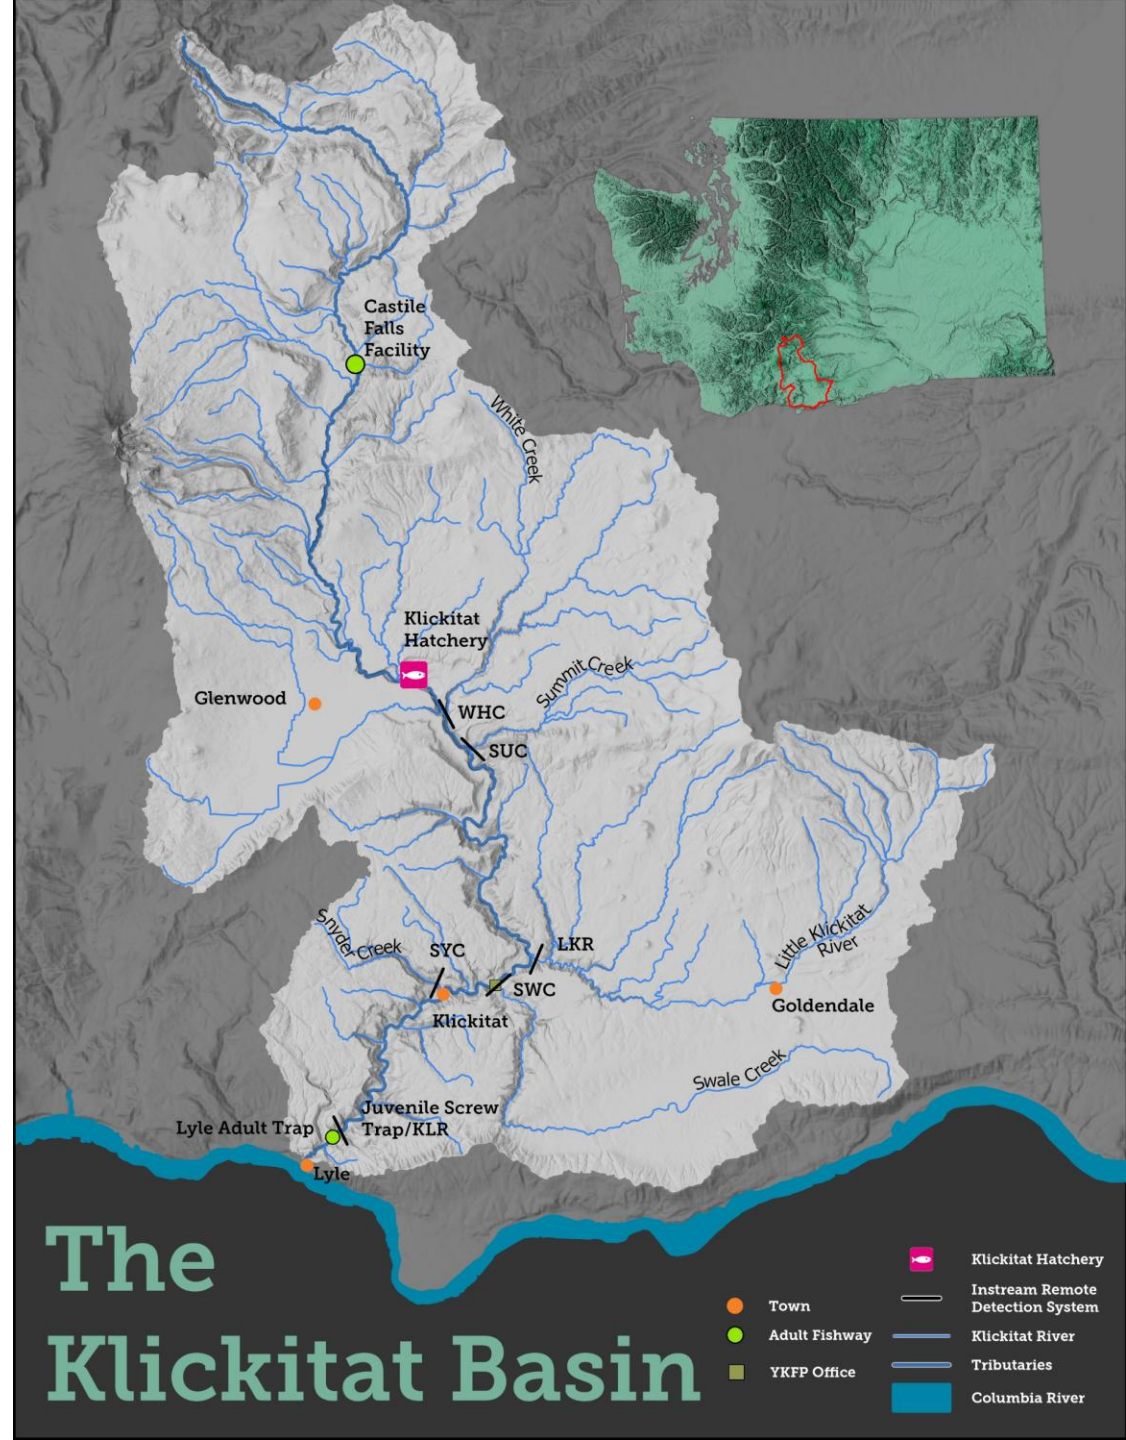 Castile
Falls
Facility
White Creek
Klickitat
Hatchery
Glenwood
Summit Creek
WHC
SUC
Snyder Creek
SYC
LKR
Little Klickitat
River
SWC
Klickitat
Goldendale
Swale Creek
Juvenile Screw
Trap/KLR
Lyle Adult Trap
Lyle
The
Klickitat Basin
Town
Adult Fishway
YKFP Office
Klickitat Hatchery
Instream Remote
Detection System
Klickitat River
Tributaries
Columbia River